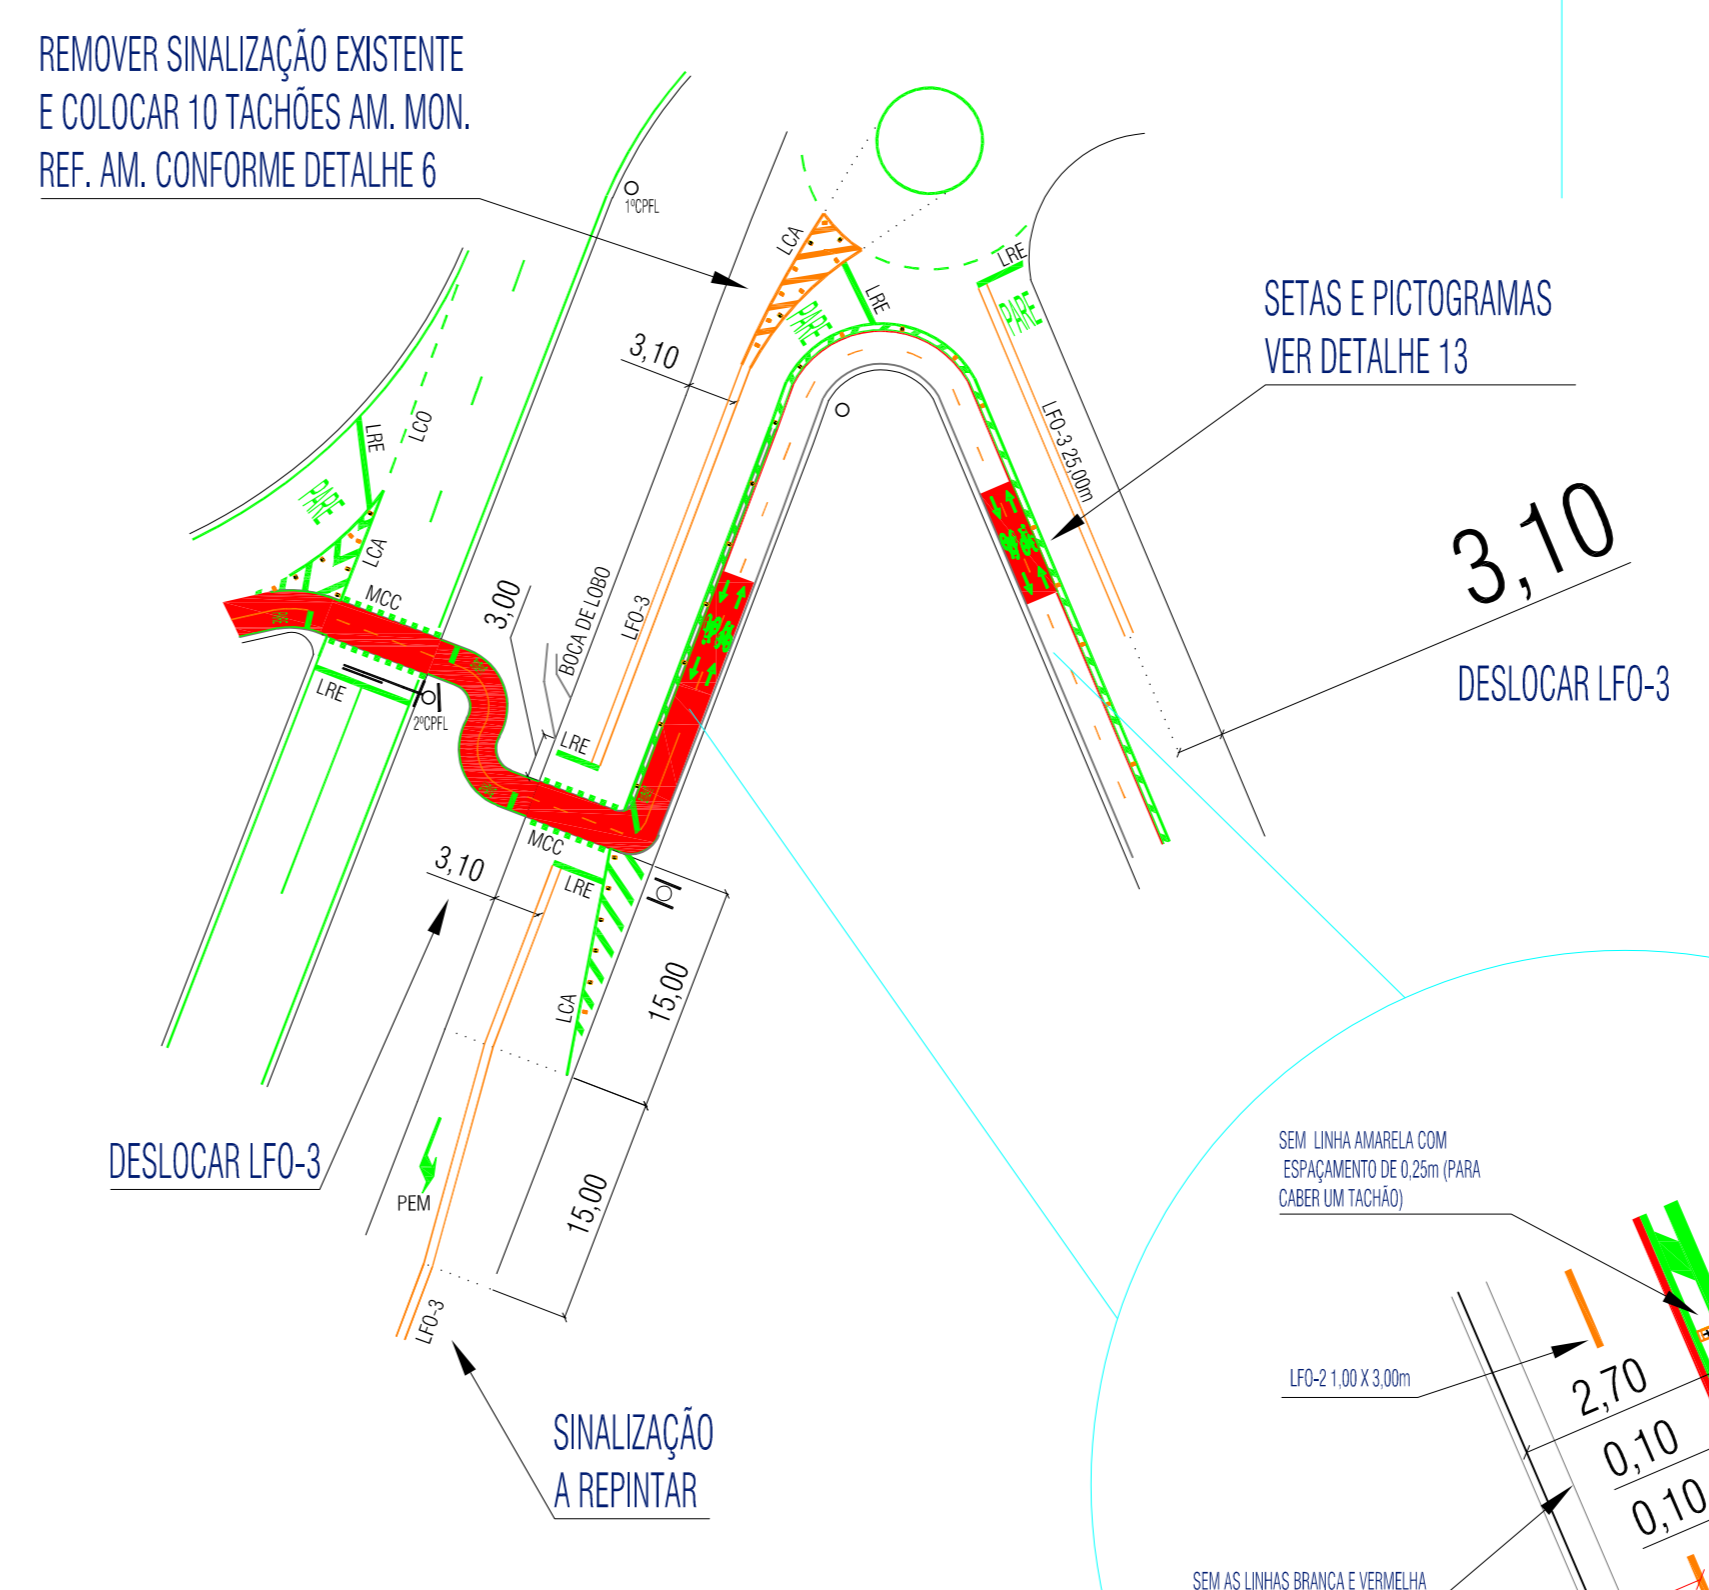 REMOVER SINALIZAÇÃO EXISTENTE
E COLOCAR 10 TACHÕES AM. MON.
REF. AM. CONFORME DETALHE 6
1ºCPFL
LCA
LRE
LRE
PARE
PARE
SETAS E PICTOGRAMAS
VER DETALHE 13
3,10
LFO-3 25,00m
LCO
LRE
PARE
LCA
MCC
3,10
DESLOCAR LFO-3
3,00
BOCA DE LOBO
LFO-3
LRE
2ºCPFL
LRE
MCC
3,10
LRE
LCA
15,00
DESLOCAR LFO-3
PEM
15,00
LFO-3
SINALIZAÇÃO
A REPINTAR
SEM LINHA AMARELA COM
ESPAÇAMENTO DE 0,25m (PARA
CABER UM TACHÃO)
LFO-2 1,00 X 3,00m
2,70
0,10
0,10
SEM AS LINHAS BRANCA E VERMELHA